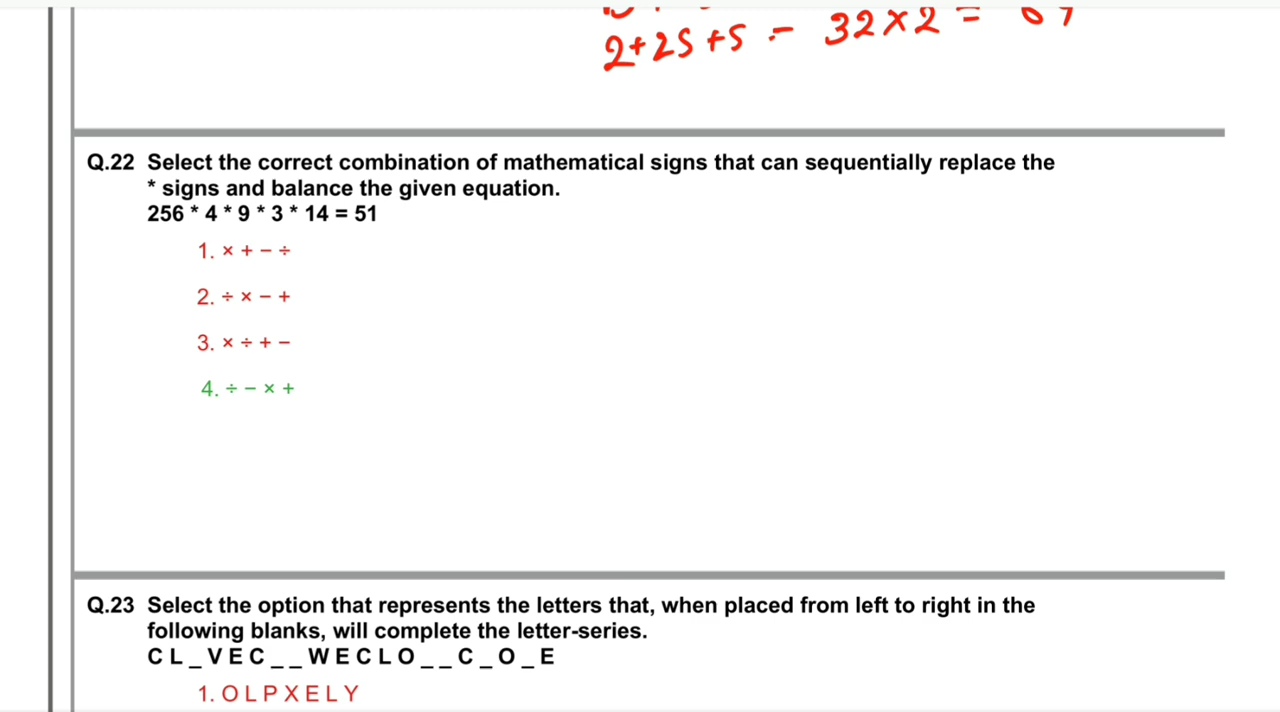 2+25+5 = 32×2 =
Q.22 Select the correct combination of mathematical signs that can sequentially replace the
* signs and balance the given equation.
256 * 4 * 9 * 3 * 14 = 51
1. × + − ÷
2. ÷ × − +
3. × ÷ + −
4. ÷ − × +
Q.23 Select the option that represents the letters that, when placed from left to right in the
following blanks, will complete the letter-series.
C L _ V E C _ _ W E C L O _ _ C _ O _ E
1. O L P X E L Y